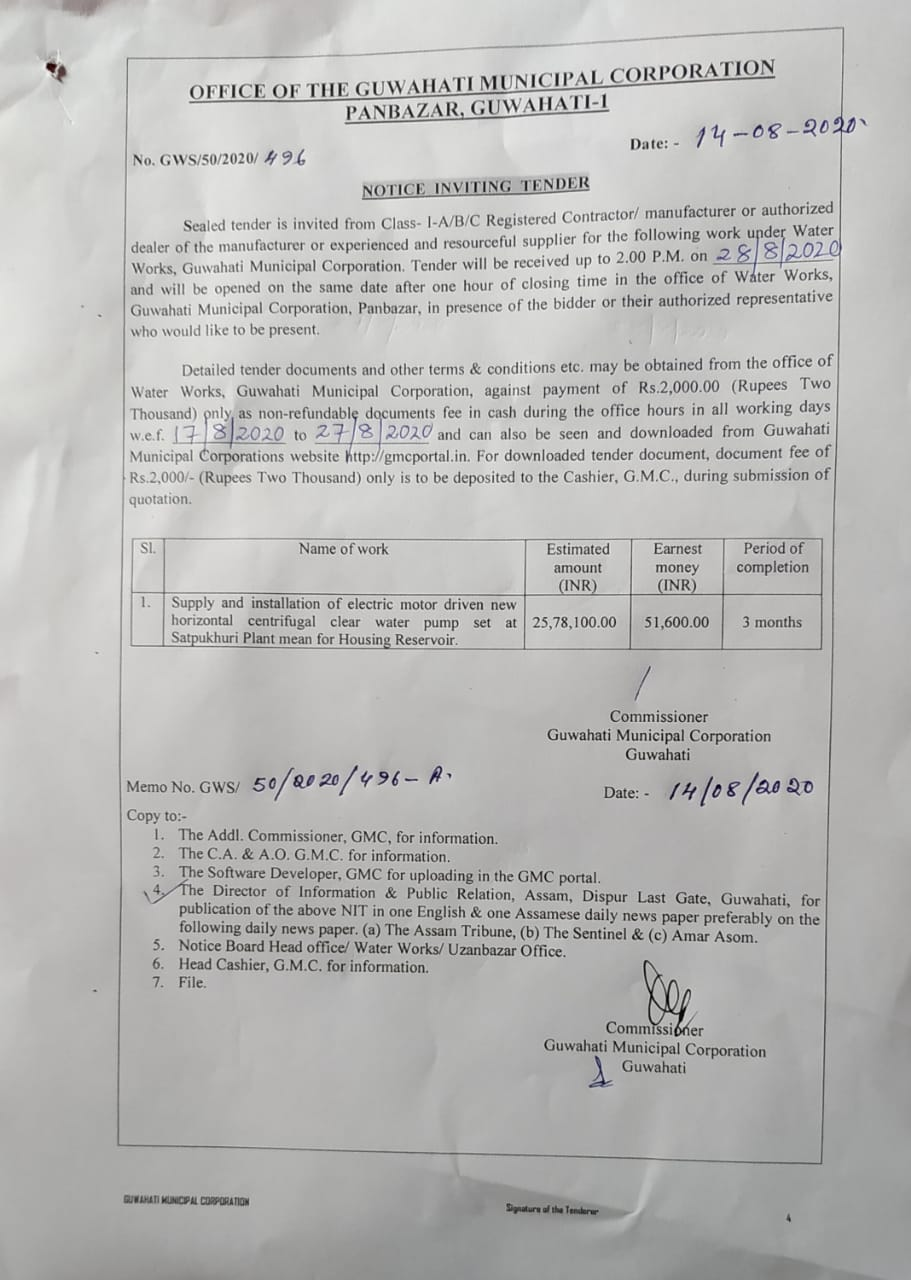 OFFICE OF THE GUWAHATI MUNICIPAL CORPORATION
PANBAZAR, GUWAHATI-1
No. GWS/50/2020/ 496
Date: - 14-08-2020
NOTICE INVITING TENDER
Sealed tender is invited from Class- I-A/B/C Registered Contractor/ manufacturer or authorized
dealer of the manufacturer or experienced and resourceful supplier for the following work under Water
Works, Guwahati Municipal Corporation. Tender will be received up to 2.00 P.M. on 28/8/2020
and will be opened on the same date after one hour of closing time in the office of Water Works,
Guwahati Municipal Corporation, Panbazar, in presence of the bidder or their authorized representative
who would like to be present.
Detailed tender documents and other terms & conditions etc. may be obtained from the office of
Water Works, Guwahati Municipal Corporation, against payment of Rs.2,000.00 (Rupees Two
Thousand) only, as non-refundable documents fee in cash during the office hours in all working days
w.e.f. 17/8/2020 to 27/8/2020 and can also be seen and downloaded from Guwahati
Municipal Corporations website http://gmcportal.in. For downloaded tender document, document fee of
Rs.2,000/- (Rupees Two Thousand) only is to be deposited to the Cashier, G.M.C., during submission of
quotation.
Sl. Name of work Estimated amount (INR) Earnest money (INR) Period of completion
1. Supply and installation of electric motor driven new
horizontal centrifugal clear water pump set at 25,78,100.00 51,600.00 3 months
Satpukhuri Plant mean for Housing Reservoir.
Commissioner
Guwahati Municipal Corporation
Guwahati
Memo No. GWS/ 50/2020/496-A.
Date: - 14/08/2020
Copy to:-
1. The Addl. Commissioner, GMC, for information.
2. The C.A. & A.O. G.M.C. for information.
3. The Software Developer, GMC for uploading in the GMC portal.
4. The Director of Information & Public Relation, Assam, Dispur Last Gate, Guwahati, for
publication of the above NIT in one English & one Assamese daily news paper preferably on the
following daily news paper. (a) The Assam Tribune, (b) The Sentinel & (c) Amar Asom.
5. Notice Board Head office/ Water Works/ Uzanbazar Office.
6. Head Cashier, G.M.C. for information.
7. File.
Commissioner
Guwahati Municipal Corporation
Guwahati
GUWAHATI MUNICIPAL CORPORATION
Signature of the Tenderer
4